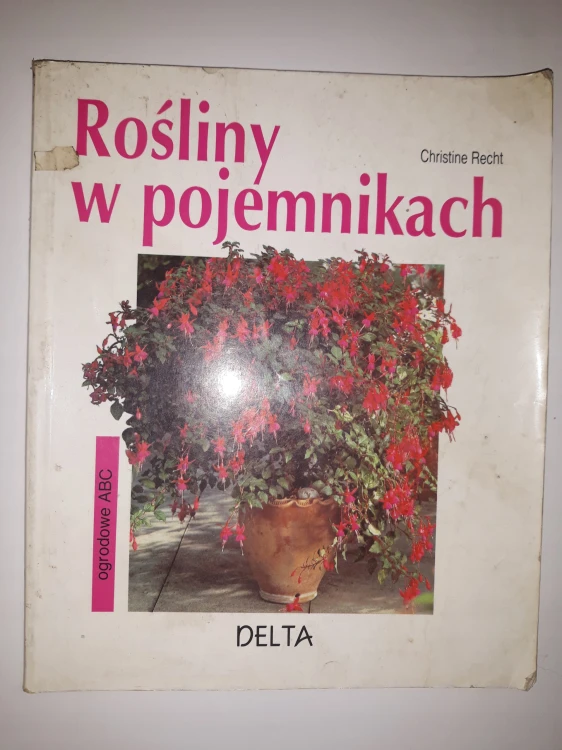 Rośliny
w pojemnikach
Christine Recht
ogrodowe ABC
DELTA